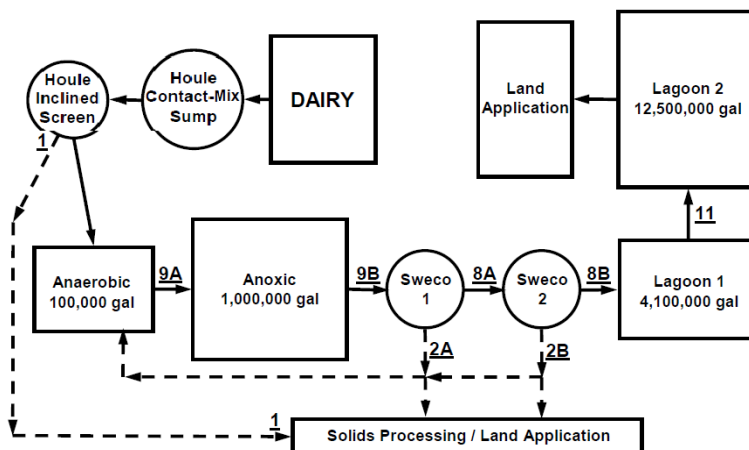 Houle
Inclined
Screen
Houle
Contact-Mix
Sump
DAIRY
Land
Application
Lagoon 2
12,500,000 gal
1
11
Anaerobic
100,000 gal
9A
Anoxic
1,000,000 gal
9B
Sweco
1
8A
Sweco
2
8B
Lagoon 1
4,100,000 gal
2A
2B
1
Solids Processing / Land Application